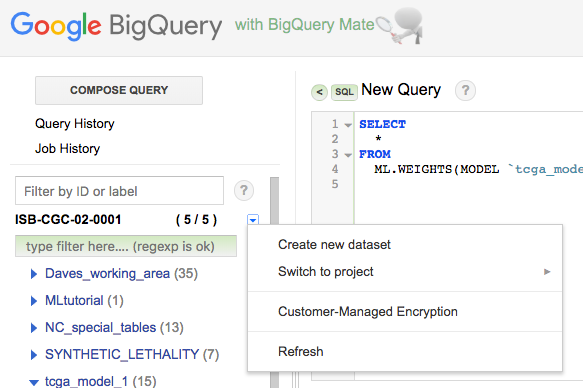 Google BigQuery with BigQuery Mate
COMPOSE QUERY
Query History
Job History
Filter by ID or label ?
ISB-CGC-02-0001 ( 5 / 5 )
type filter here.... (regexp is ok)
Daves_working_area (35)
MLtutorial (1)
NC_special_tables (13)
SYNTHETIC_LETHALITY (7)
tcga_model_1 (15)
< SQL New Query ?
1 SELECT
2 *
3 FROM
4 ML.WEIGHTS(MODEL `tcga_mode
5
Create new dataset
Switch to project
Customer-Managed Encryption
Refresh